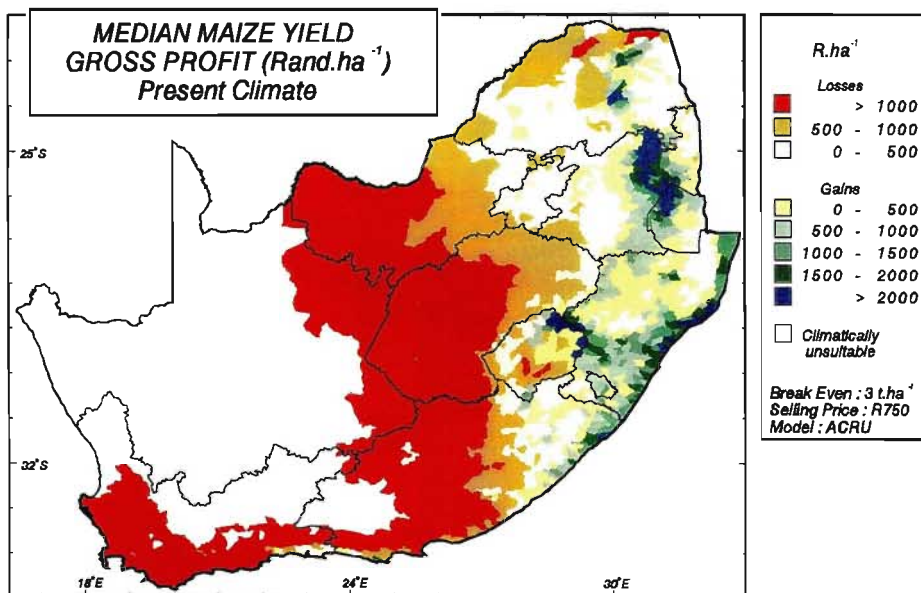 MEDIAN MAIZE YIELD
GROSS PROFIT (Rand.ha⁻¹)
Present Climate
25°S
32°S
18°E
24°E
30°E
R.ha⁻¹
Losses
> 1000
500 - 1000
0 - 500
Gains
0 - 500
500 - 1000
1000 - 1500
1500 - 2000
> 2000
Climatically
unsuitable
Break Even : 3 t.ha⁻¹
Selling Price : R750
Model : ACRU